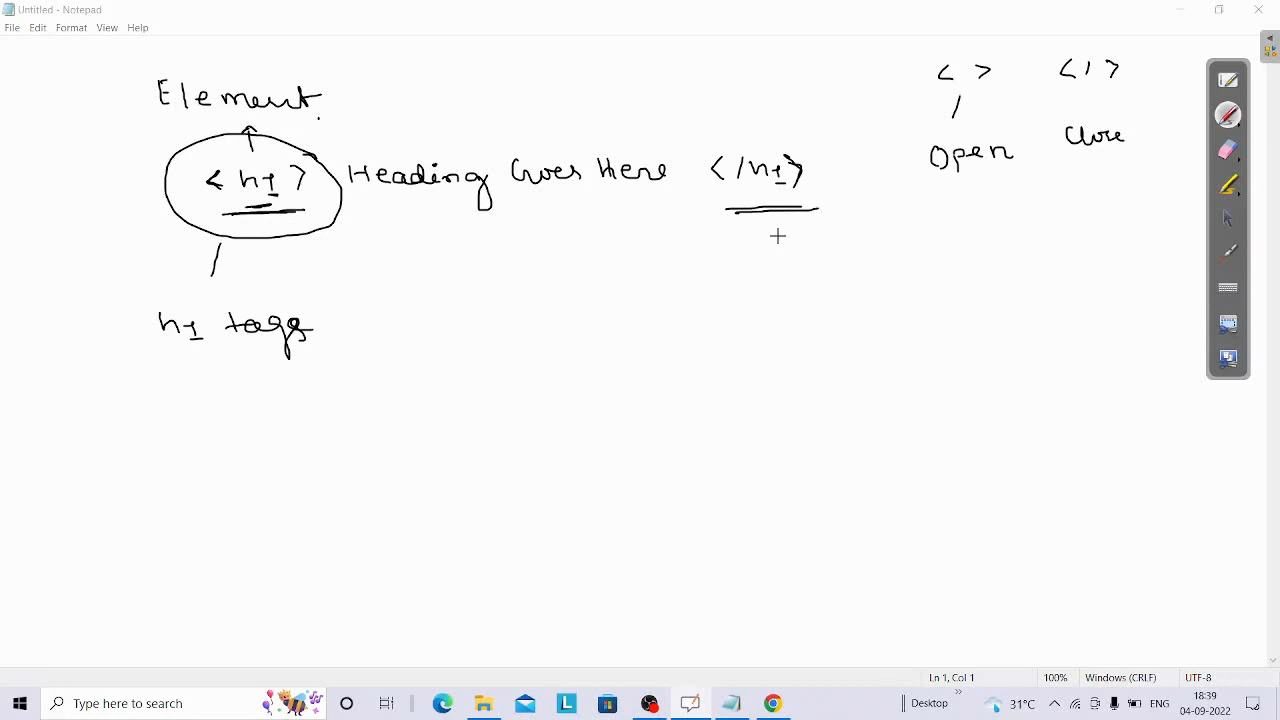 Untitled - Notepad
File Edit Format View Help
Element.
< > </>
Open Close
<h1> Heading Goes Here </h1>
h1 tags
Ln 1, Col 1 100% Windows (CRLF) UTF-8
Type here to search
L
Desktop
31°C
ENG
18:39
04-09-2022